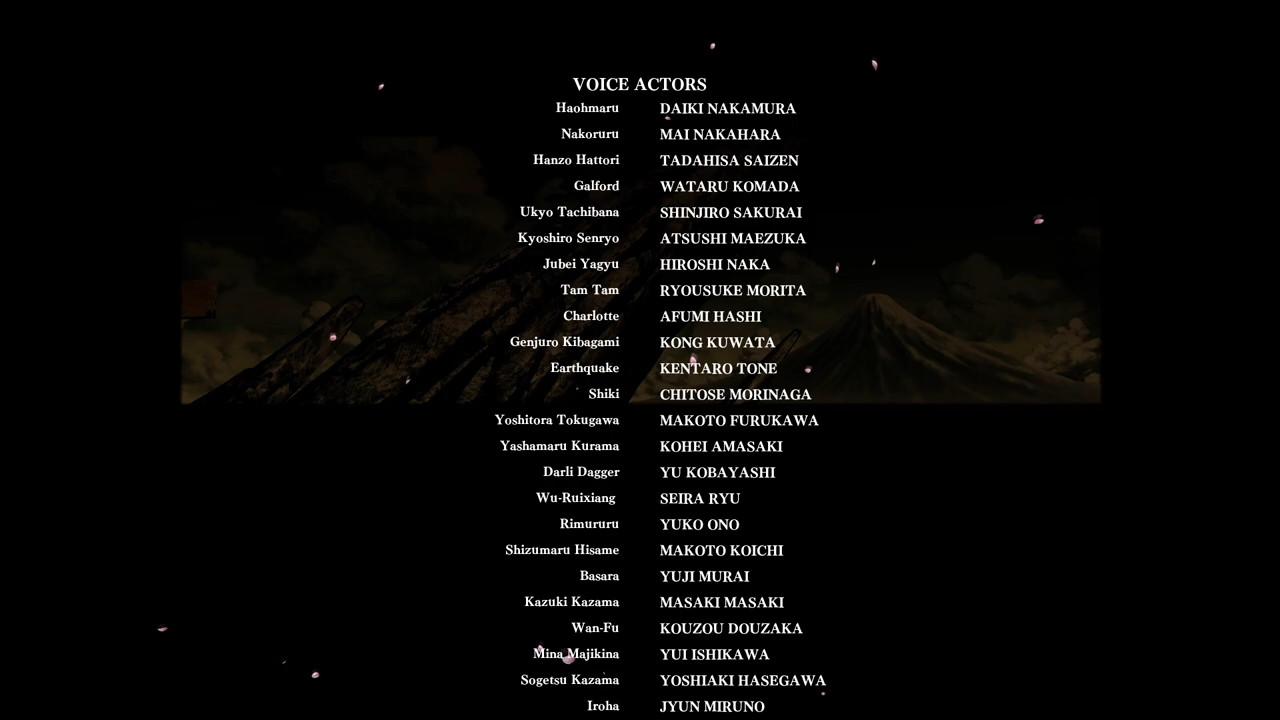 VOICE ACTORS
Haohmaru DAIKI NAKAMURA
Nakoruru MAI NAKAHARA
Hanzo Hattori TADAHISA SAIZEN
Galford WATARU KOMADA
Ukyo Tachibana SHINJIRO SAKURAI
Kyoshiro Senryo ATSUSHI MAEZUKA
Jubei Yagyu HIROSHI NAKA
Tam Tam RYOUSUKE MORITA
Charlotte AFUMI HASHI
Genjuro Kibagami KONG KUWATA
Earthquake KENTARO TONE
Shiki CHITOSE MORINAGA
Yoshitora Tokugawa MAKOTO FURUKAWA
Yashamaru Kurama KOHEI AMASAKI
Darli Dagger YU KOBAYASHI
Wu-Ruixiang SEIRA RYU
Rimururu YUKO ONO
Shizumaru Hisame MAKOTO KOICHI
Basara YUJI MURAI
Kazuki Kazama MASAKI MASAKI
Wan-Fu KOUZOU DOUZAKA
Mina Majikina YUI ISHIKAWA
Sogetsu Kazama YOSHIAKI HASEGAWA
Iroha JYUN MIRUNO